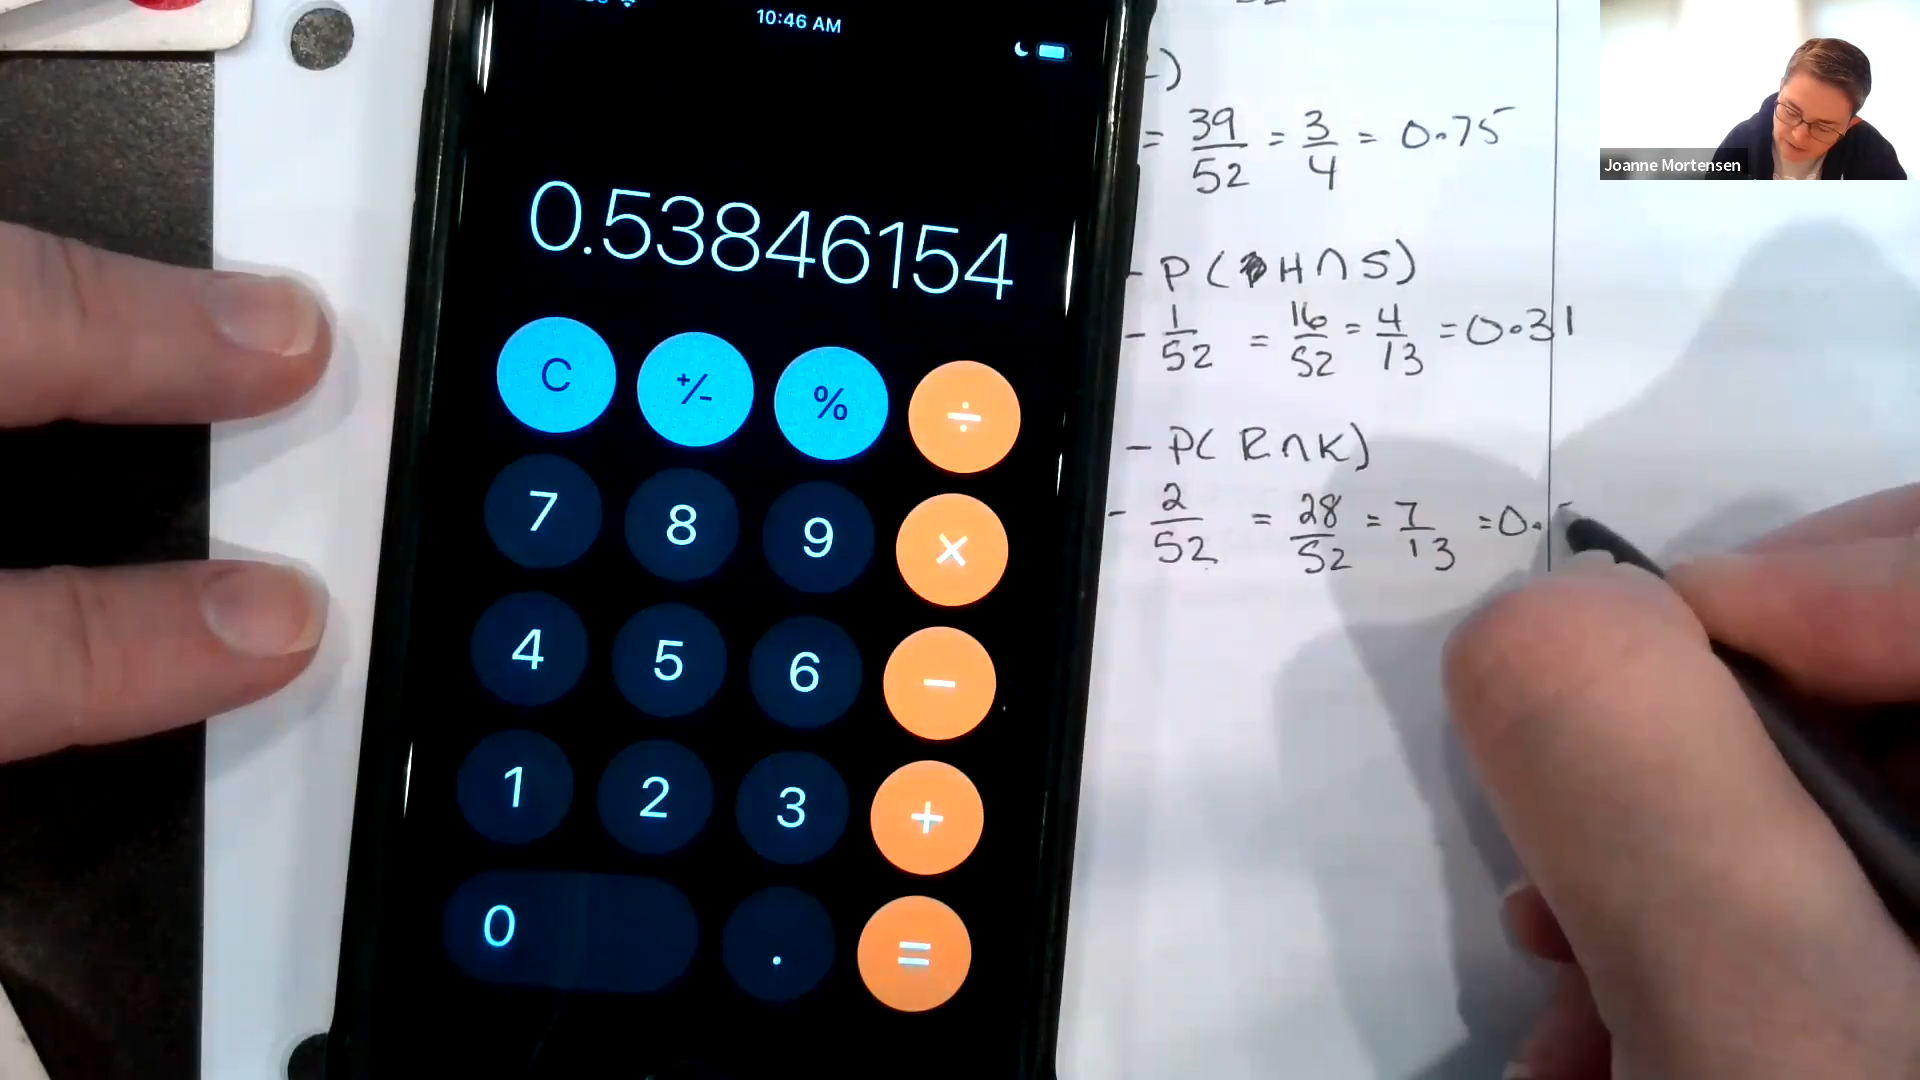 10:46 AM
0.53846154
C +/- % ÷
7 8 9 ×
4 5 6 −
1 2 3 +
0 . =
)
= 39/52 = 3/4 = 0.75
- P ( H ∩ S )
- 1/52 = 16/52 = 4/13 = 0.31
- P( R ∩ K )
- 2/52 = 28/52 = 7/13 = 0.5
Joanne Mortensen